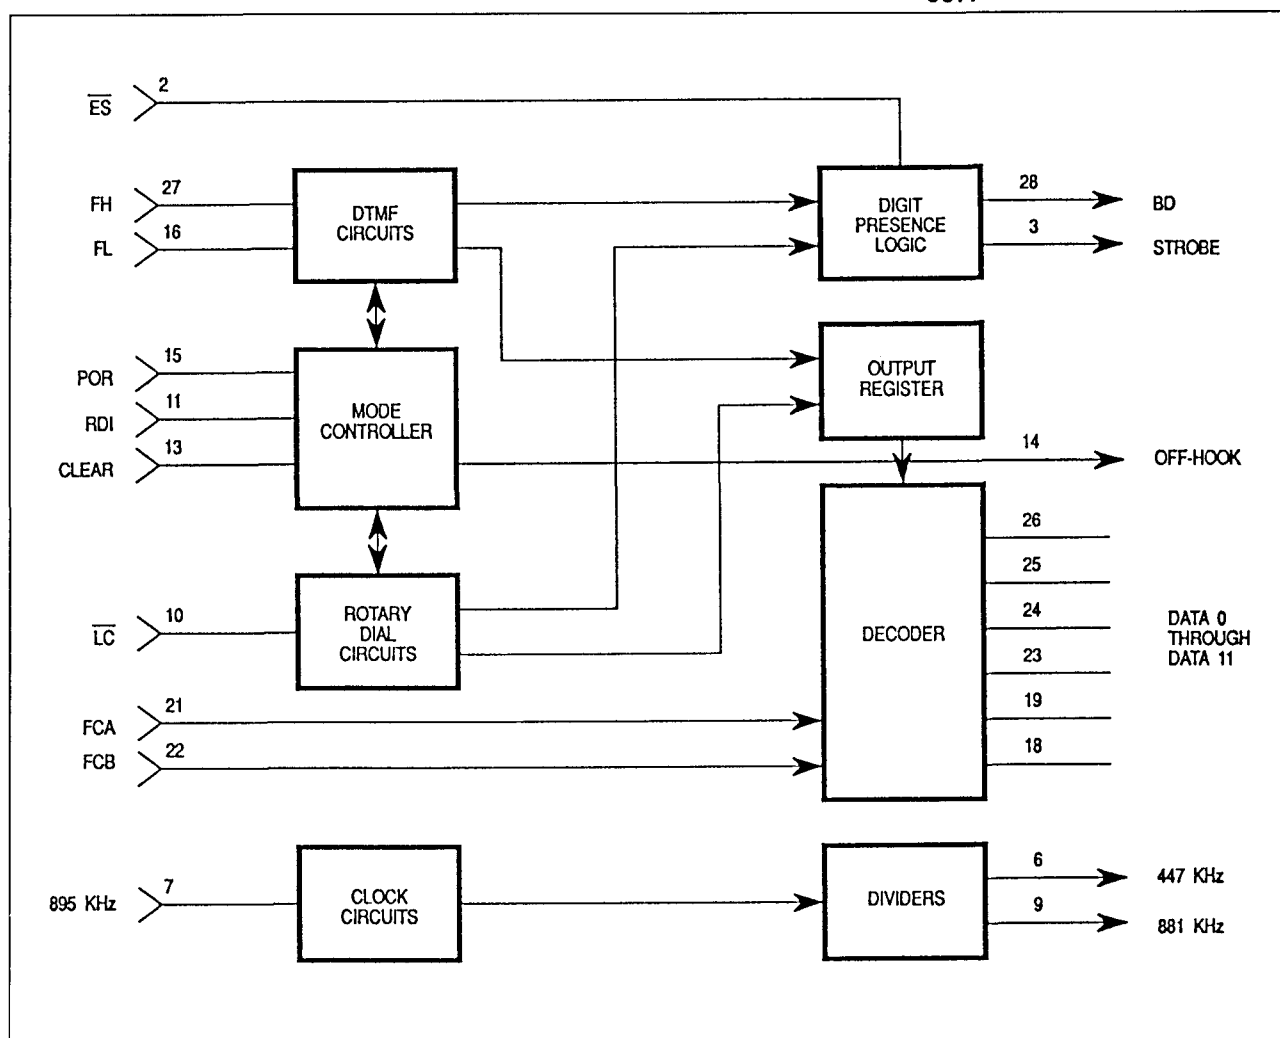 2
ES
27
FH
16
FL
DTMF
CIRCUITS
DIGIT
PRESENCE
LOGIC
28
BD
3
STROBE
15
POR
11
RDI
13
CLEAR
MODE
CONTROLLER
OUTPUT
REGISTER
14
OFF-HOOK
10
LC
ROTARY
DIAL
CIRCUITS
21
FCA
22
FCB
DECODER
26
25
24
23
19
18
DATA 0
THROUGH
DATA 11
7
895 KHz
CLOCK
CIRCUITS
DIVIDERS
6
447 KHz
9
881 KHz